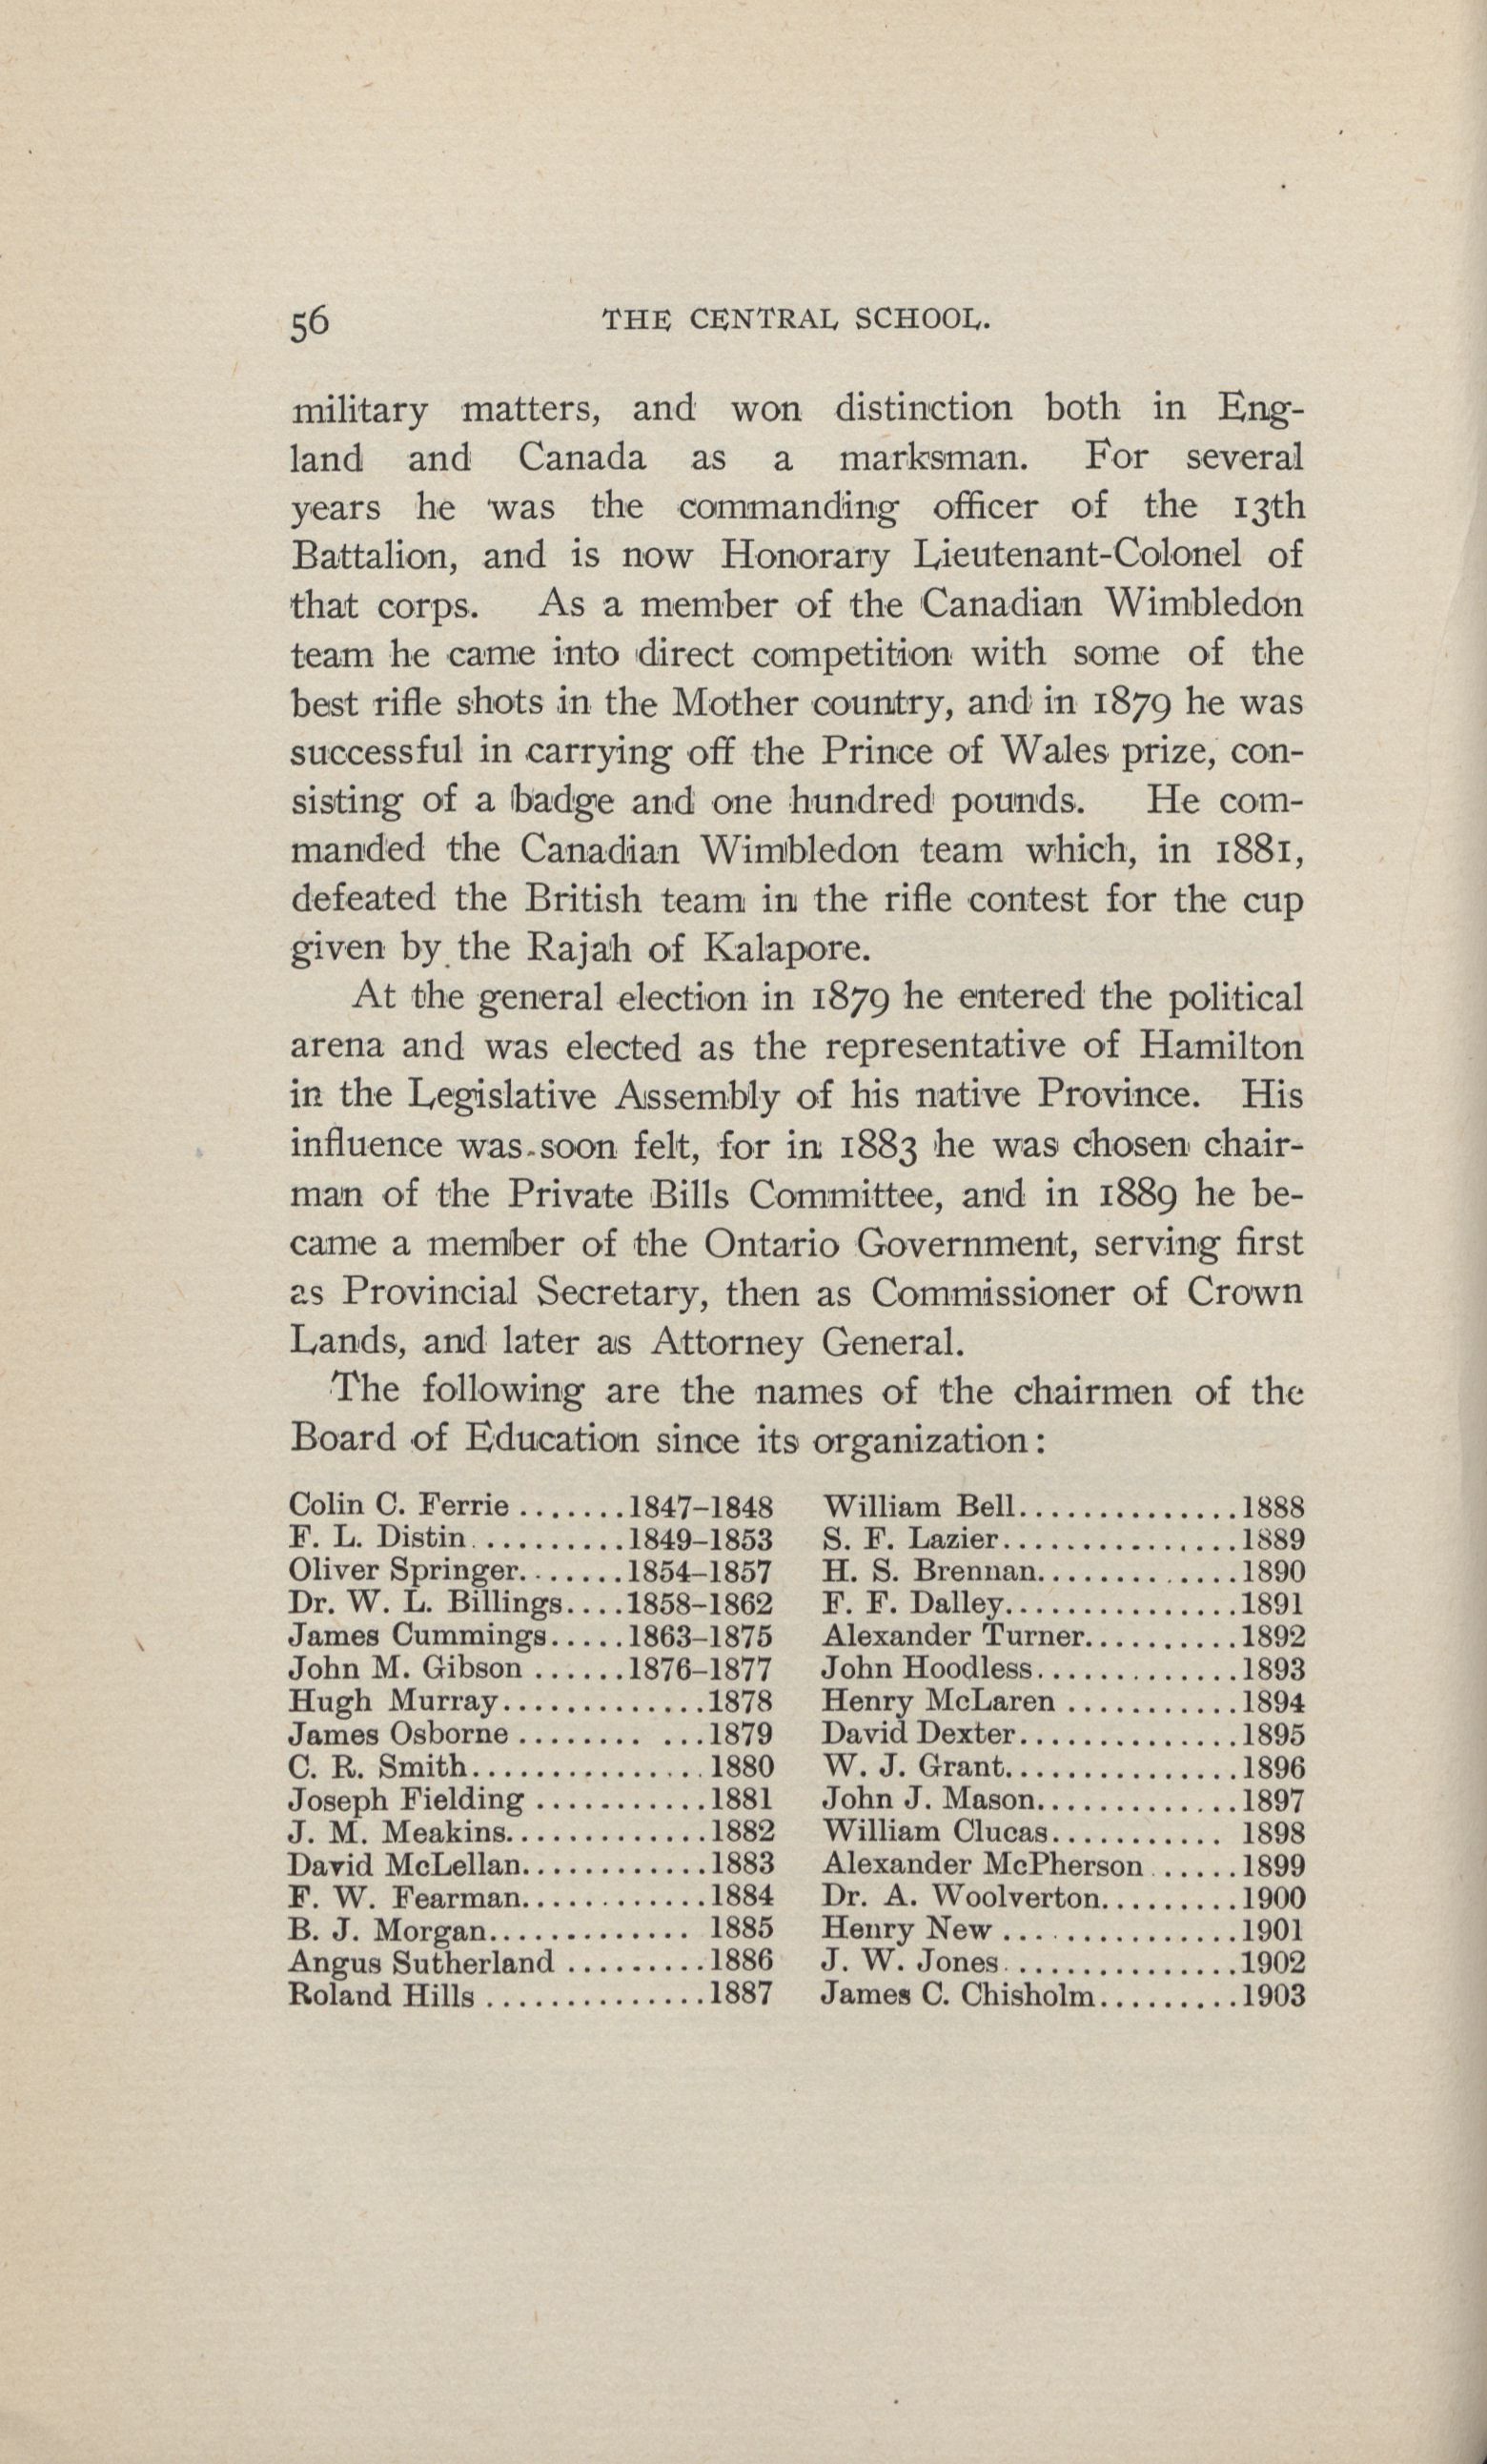 56 THE CENTRAL SCHOOL.
military matters, and won distinction both in Eng-
land and Canada as a marksman. For several
years he was the commanding officer of the 13th
Battalion, and is now Honorary Lieutenant-Colonel of
that corps. As a member of the Canadian Wimbledon
team he came into direct competition with some of the
best rifle shots in the Mother country, and in 1879 he was
successful in carrying off the Prince of Wales prize, con-
sisting of a badge and one hundred pounds. He com-
manded the Canadian Wimbledon team which, in 1881,
defeated the British team in the rifle contest for the cup
given by the Rajah of Kalapore.
At the general election in 1879 he entered the political
arena and was elected as the representative of Hamilton
in the Legislative Assembly of his native Province. His
influence was soon felt, for in 1883 he was chosen chair-
man of the Private Bills Committee, and in 1889 he be-
came a member of the Ontario Government, serving first
as Provincial Secretary, then as Commissioner of Crown
Lands, and later as Attorney General.
The following are the names of the chairmen of the
Board of Education since its organization:
Colin C. Ferrie ........1847-1848
F. L. Distin...........1849-1853
Oliver Springer........1854-1857
Dr. W. L. Billings....1858-1862
James Cummings.....1863-1875
John M. Gibson ......1876-1877
Hugh Murray.............1878
James Osborne ........ ...1879
C. R. Smith...............1880
Joseph Fielding ...........1881
J. M. Meakins.............1882
David McLellan............1883
F. W. Fearman............1884
B. J. Morgan............. 1885
Angus Sutherland .........1886
Roland Hills ..............1887
William Bell..............1888
S. F. Lazier...............1889
H. S. Brennan.............1890
F. F. Dalley...............1891
Alexander Turner..........1892
John Hoodless.............1893
Henry McLaren ...........1894
David Dexter..............1895
W. J. Grant...............1896
John J. Mason.............1897
William Clucas........... 1898
Alexander McPherson ......1899
Dr. A. Woolverton.........1900
Henry New ...............1901
J. W. Jones...............1902
James C. Chisholm.........1903